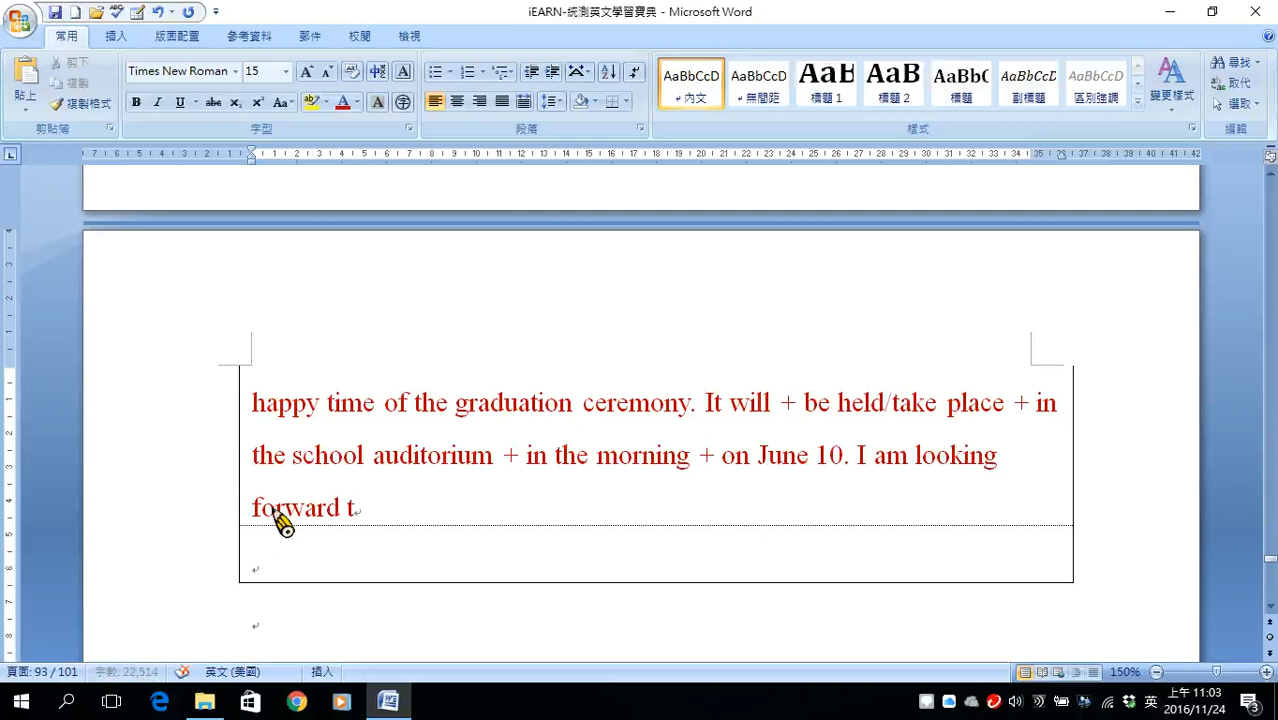 iEARN-統測英文學習寶典 - Microsoft Word
常用 插入 版面配置 參考資料 郵件 校閱 檢視
貼上 剪下 複製 複製格式 剪貼簿
Times New Roman 15
字型
段落
AaBbCcD AaBbCcD AaB AaB AaBb( AaBbCcD AaBbCcD
內文 無間距 標題 1 標題 2 標題 副標題 區別強調
變更樣式
樣式
尋找 取代 選取 編輯
happy time of the graduation ceremony. It will + be held/take place + in
the school auditorium + in the morning + on June 10. I am looking
forward t
頁面: 93 / 101 字數: 22,514 英文 (美國) 插入 150%
英 上午 11:03
2016/11/24